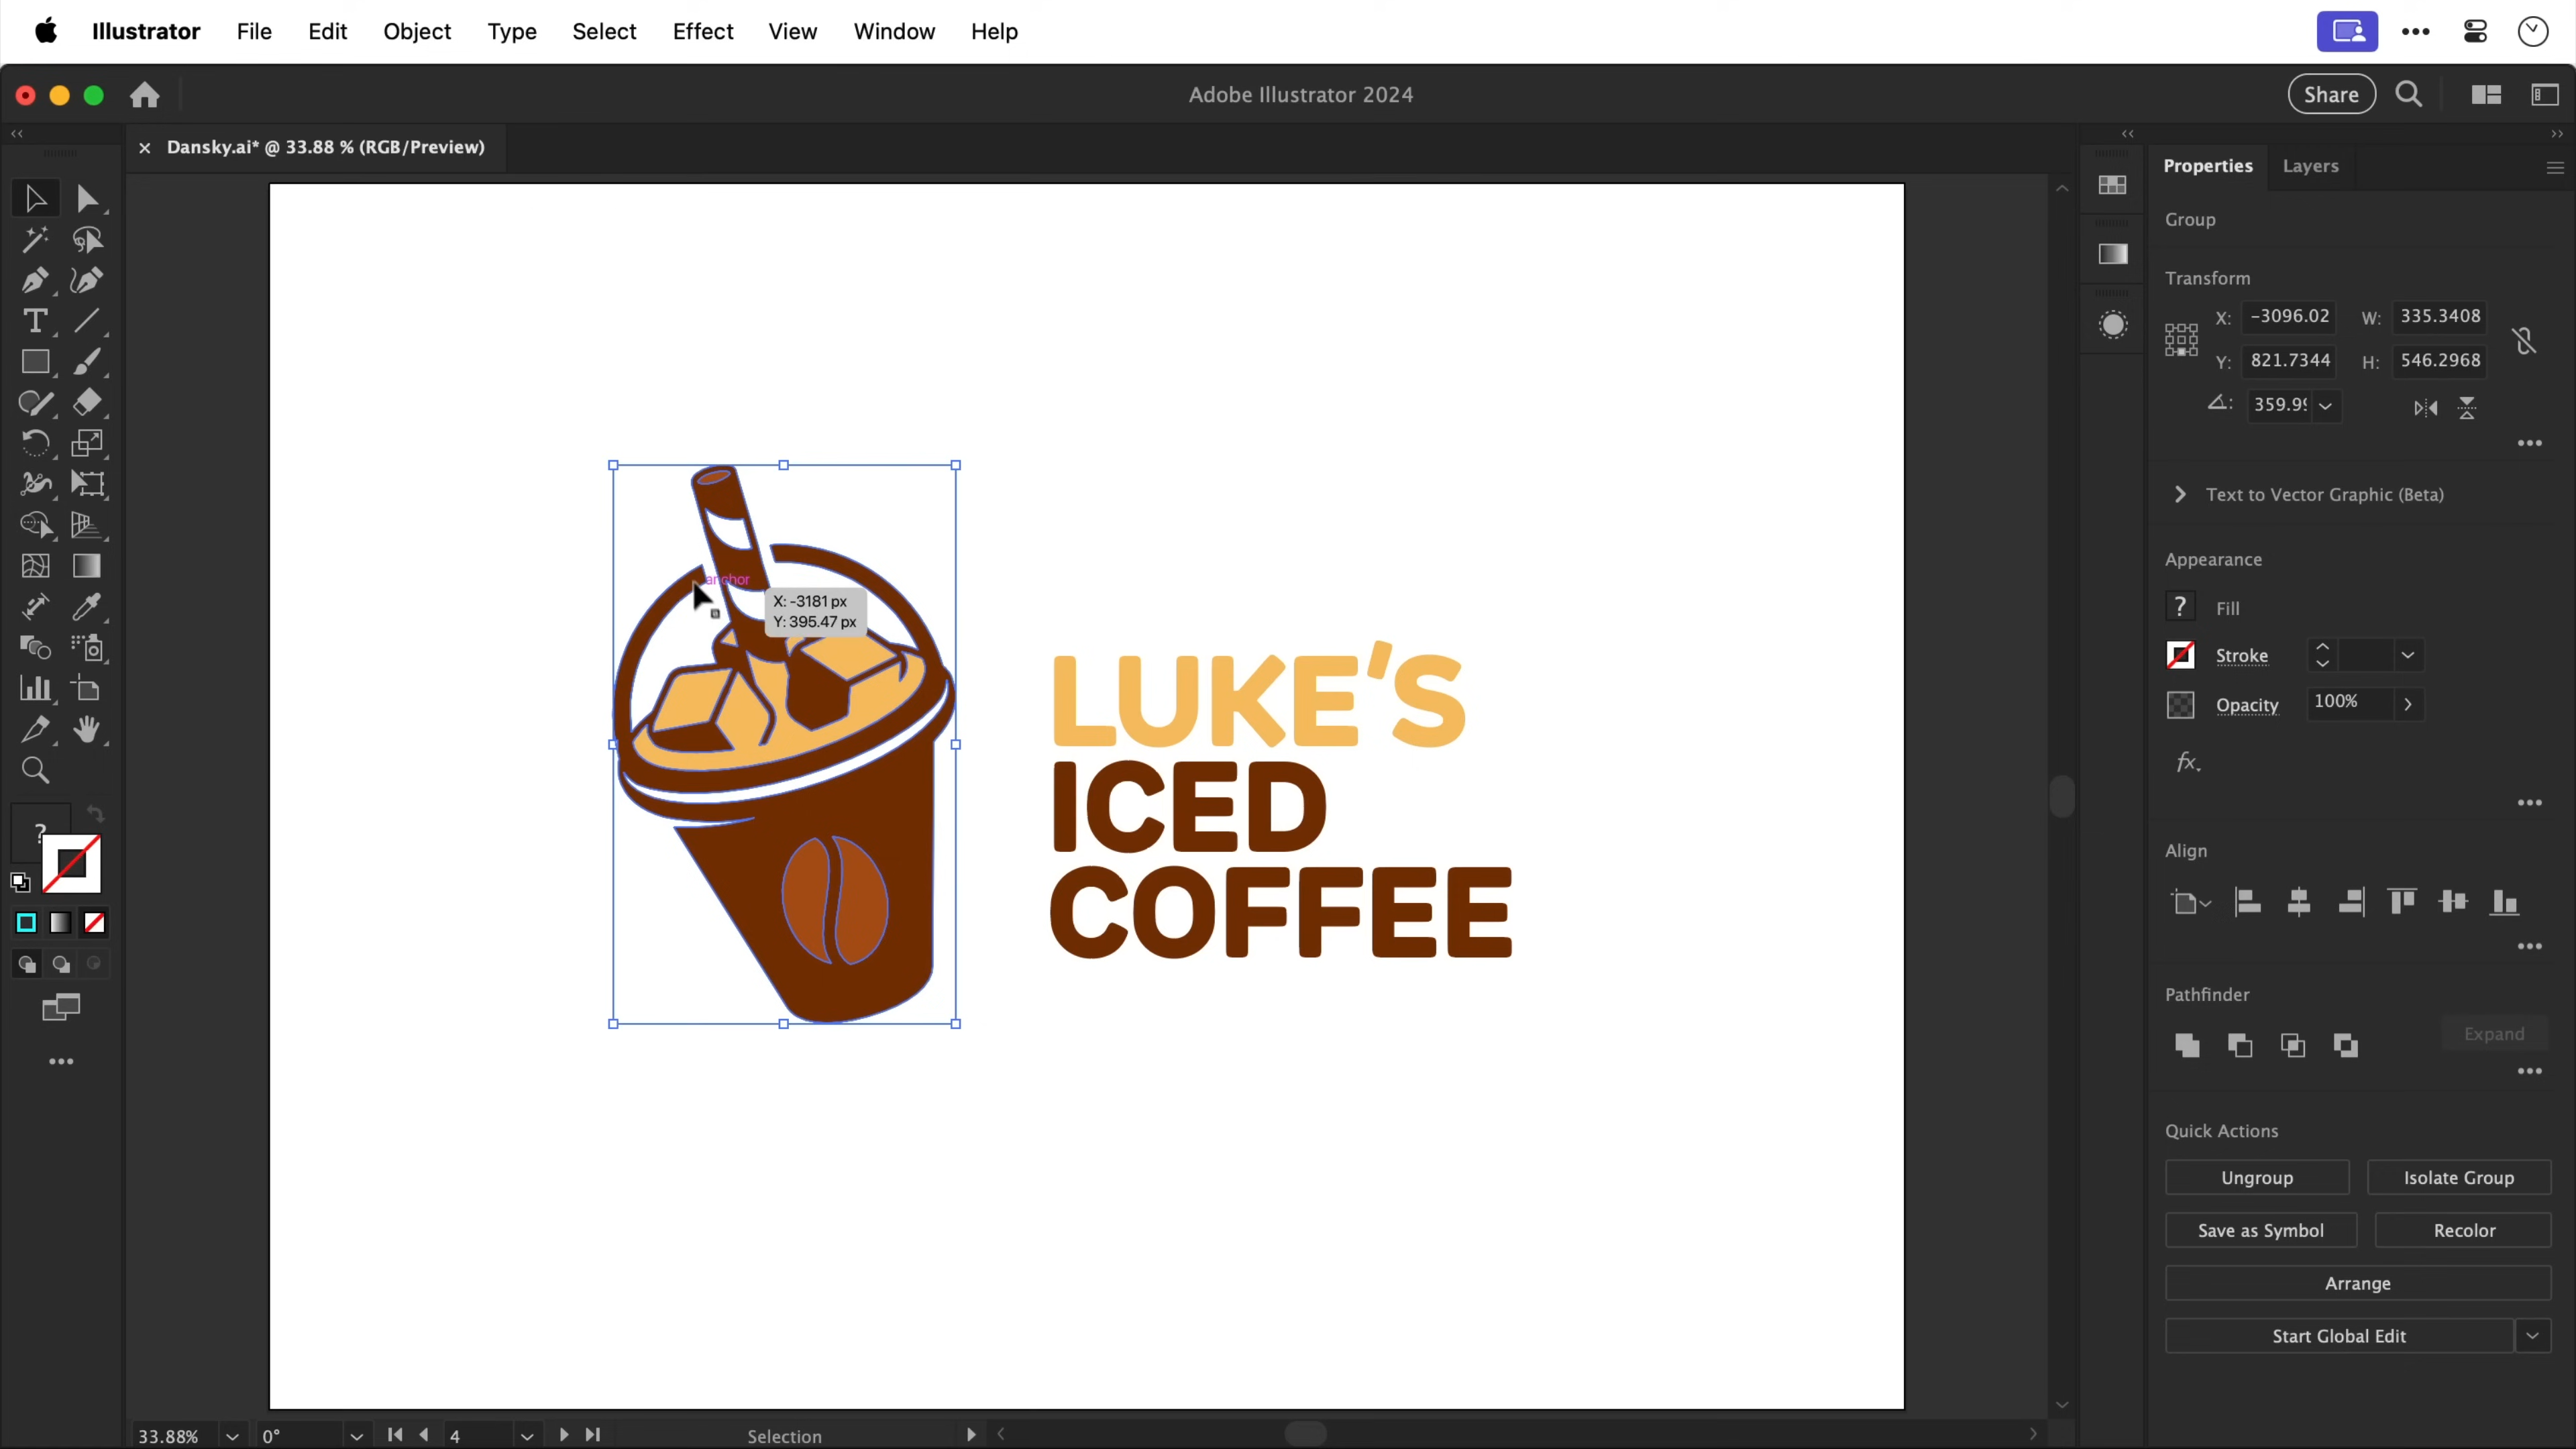 Illustrator File Edit Object Type Select Effect View Window Help
Adobe Illustrator 2024
Share
× Dansky.ai* @ 33.88 % (RGB/Preview)
Properties Layers
Group
Transform
X: -3096.02 W: 335.3408
Y: 821.7344 H: 546.2968
359.9
Text to Vector Graphic (Beta)
Appearance
? Fill
Stroke
Opacity 100%
fx
Align
Pathfinder
Expand
Quick Actions
Ungroup Isolate Group
Save as Symbol Recolor
Arrange
Start Global Edit
anchor
X: -3181 px
Y: 395.47 px
LUKE'S
ICED
COFFEE
?
33.88% 0° 4 Selection